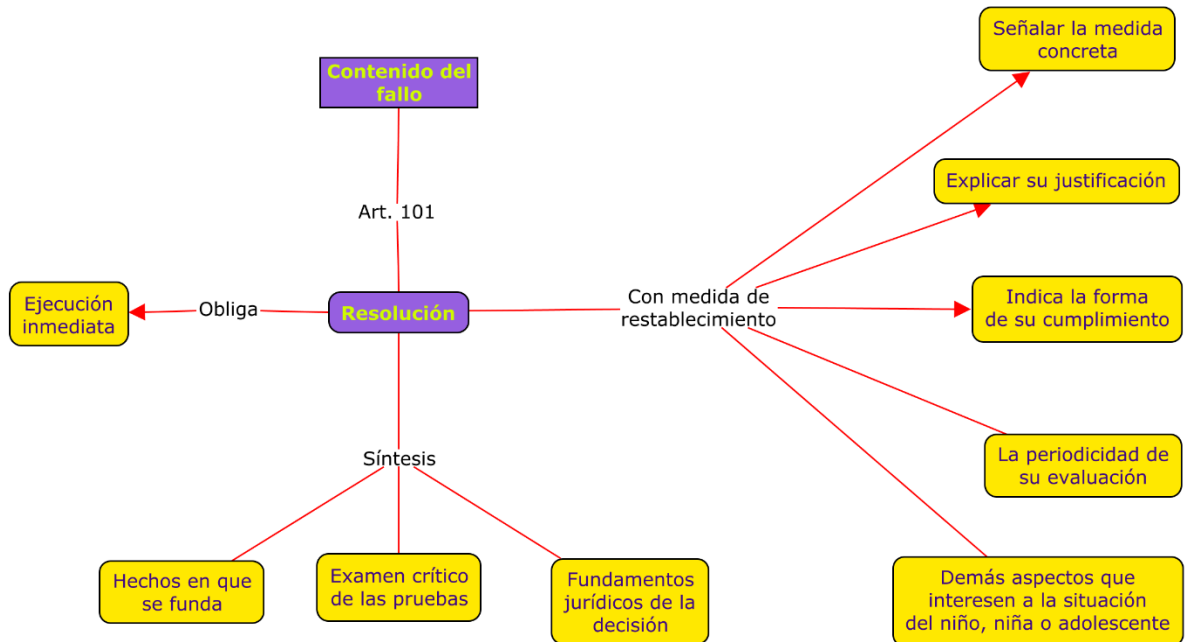 Contenido del
fallo
Art. 101
Resolución
Obliga
Ejecución
inmediata
Síntesis
Hechos en que
se funda
Examen crítico
de las pruebas
Fundamentos
jurídicos de la
decisión
Con medida de
restablecimiento
Señalar la medida
concreta
Explicar su justificación
Indica la forma
de su cumplimiento
La periodicidad de
su evaluación
Demás aspectos que
interesen a la situación
del niño, niña o adolescente